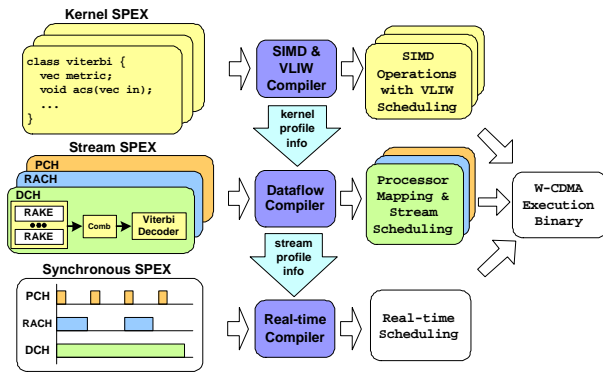 Kernel SPEX
class viterbi {
vec metric;
void acs(vec in);
...
}
SIMD &
VLIW
Compiler
SIMD
Operations
with VLIW
Scheduling
kernel
profile
info
Stream SPEX
PCH
RACH
DCH
RAKE
RAKE
Comb
Viterbi
Decoder
Dataflow
Compiler
Processor
Mapping &
Stream
Scheduling
W-CDMA
Execution
Binary
stream
profile
info
Synchronous SPEX
PCH
RACH
DCH
Real-time
Compiler
Real-time
Scheduling